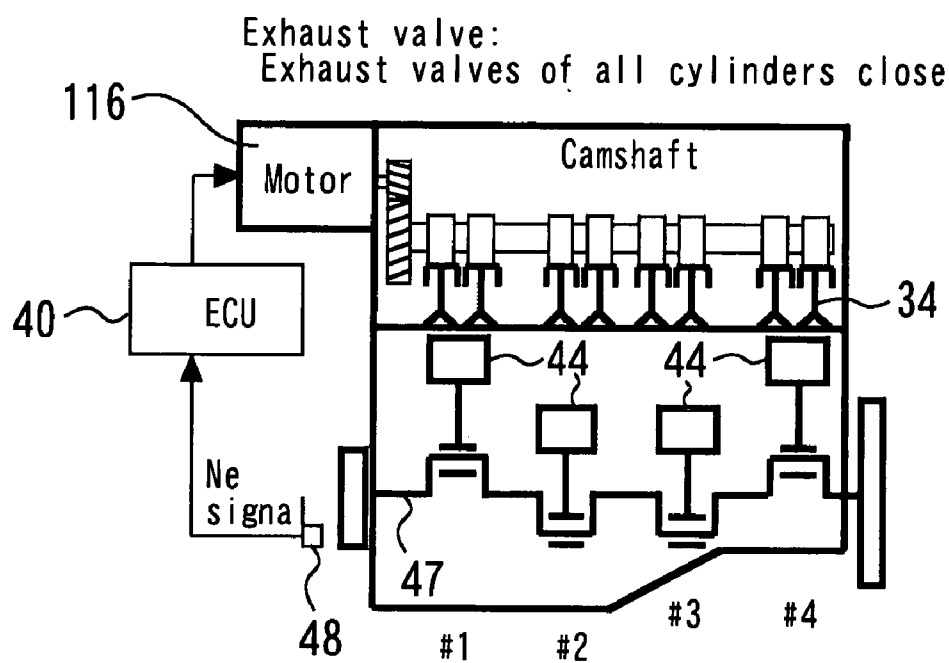 Exhaust valve:
Exhaust valves of all cylinders close
116
Motor
Camshaft
40
ECU
34
44
44
44
Ne
signal
47
48
#1
#2
#3
#4